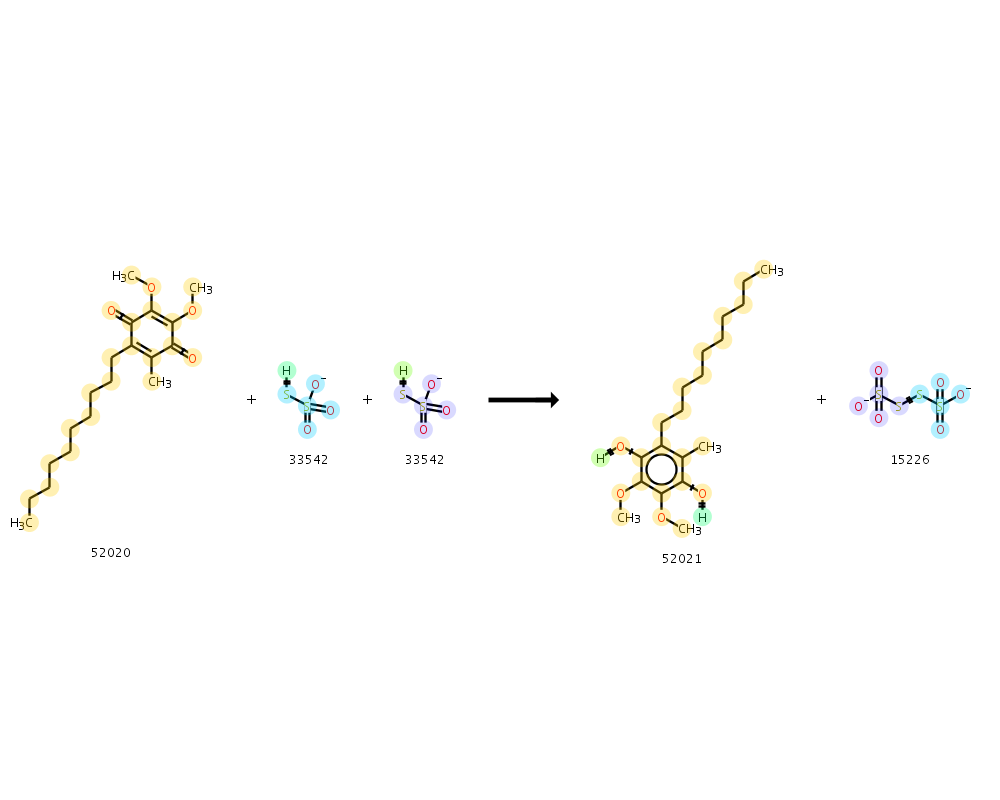 H₃C O CH₃
O O
O
CH₃
H₃C
52020
+
H
S O⁻
S O
O
33542
+
H
S O⁻
S O
O
33542
CH₃
O CH₃
H
O O
CH₃ O CH₃ H
52021
+
O O
O⁻ S S S S O⁻
O O
15226